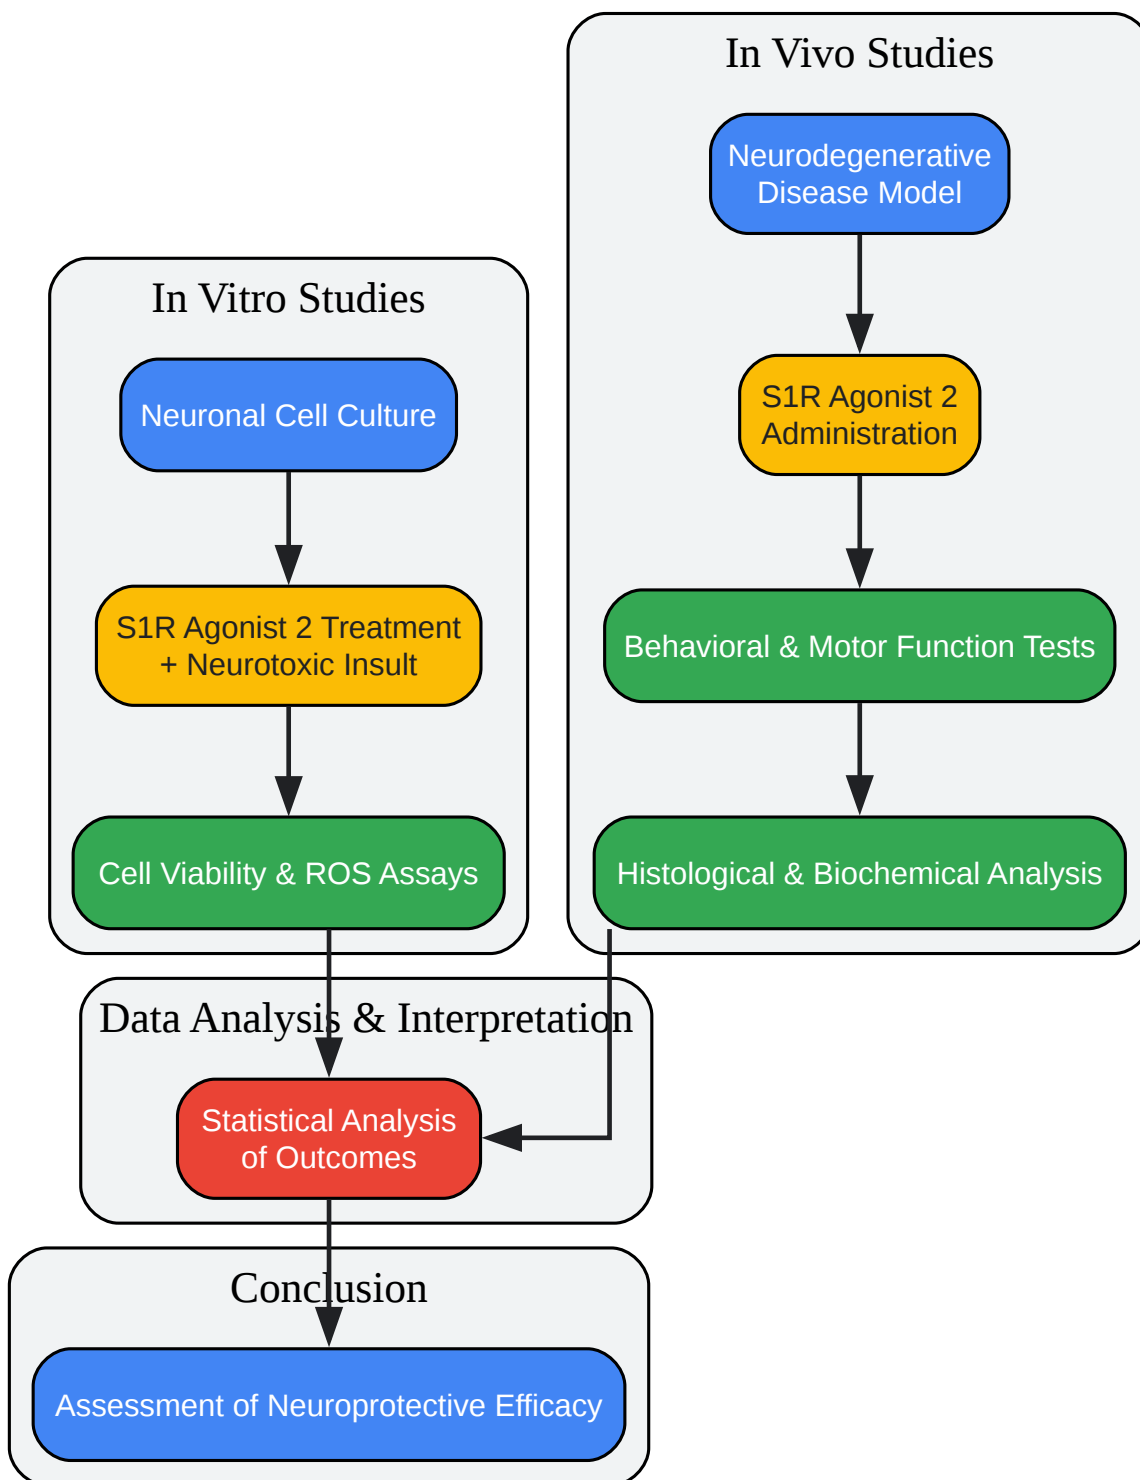 In Vivo Studies
Neurodegenerative
Disease Model
S1R Agonist 2
Administration
Behavioral & Motor Function Tests
Histological & Biochemical Analysis
In Vitro Studies
Neuronal Cell Culture
S1R Agonist 2 Treatment
+ Neurotoxic Insult
Cell Viability & ROS Assays
Data Analysis & Interpretation
Statistical Analysis
of Outcomes
Conclusion
Assessment of Neuroprotective Efficacy